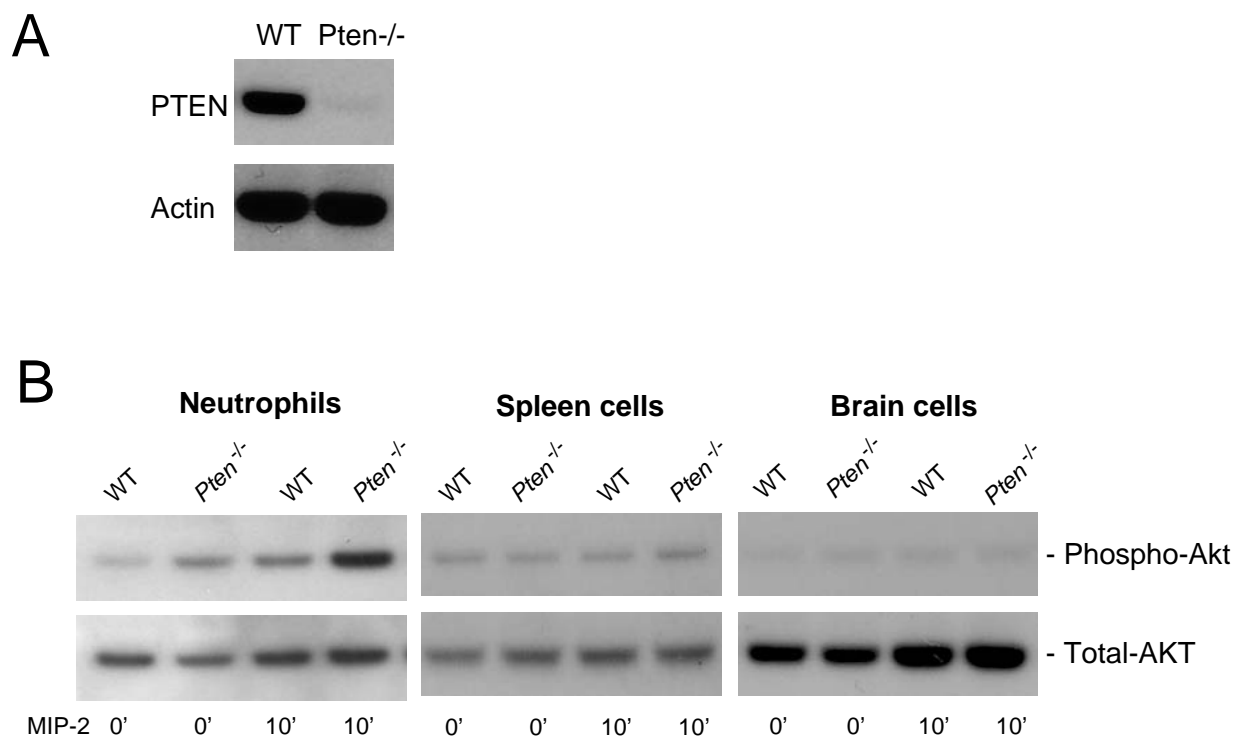 A
WT Pten-/-
PTEN
Actin
B
Neutrophils Spleen cells Brain cells
WT Pten-/- WT Pten-/- WT Pten-/- WT Pten-/- WT Pten-/- WT Pten-/-
- Phospho-Akt
- Total-AKT
MIP-2 0’ 0’ 10’ 10’ 0’ 0’ 10’ 10’ 0’ 0’ 10’ 10’